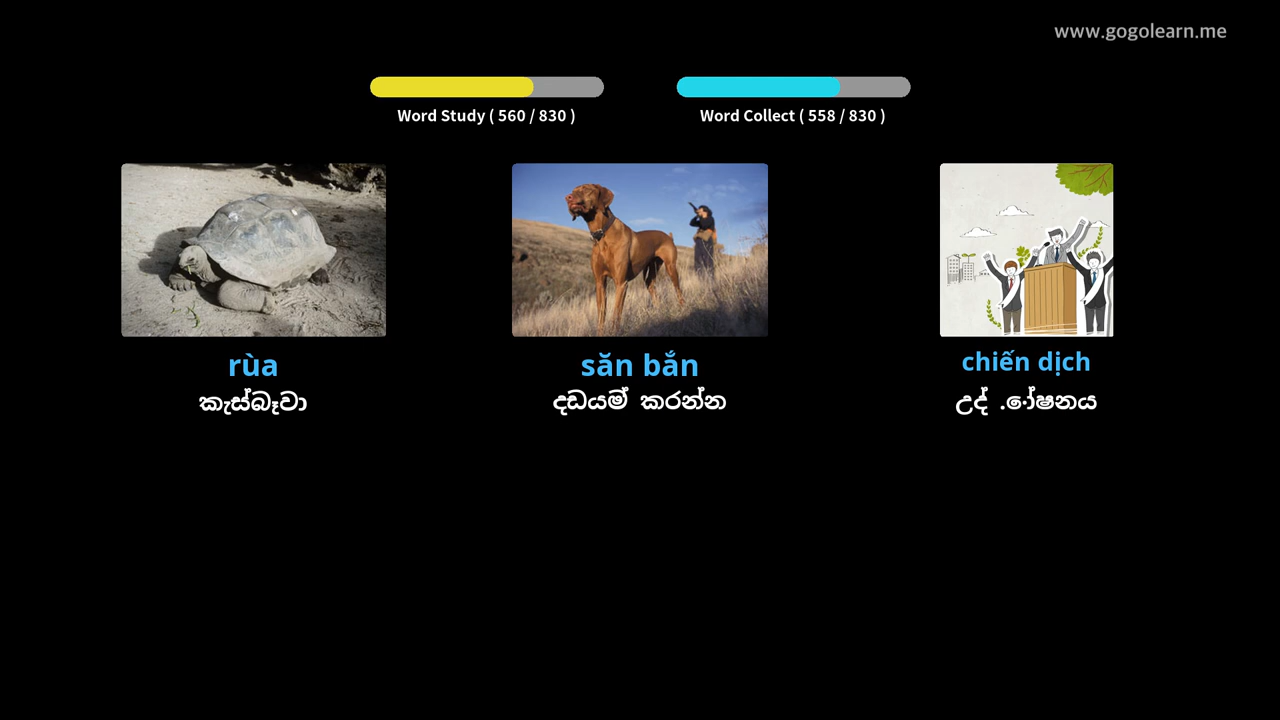 www.gogolearn.me
Word Study ( 560 / 830 )
Word Collect ( 558 / 830 )
rùa
කැස්බෑවා
săn bắn
දඩයම් කරන්න
chiến dịch
උද් .ෝෂනය